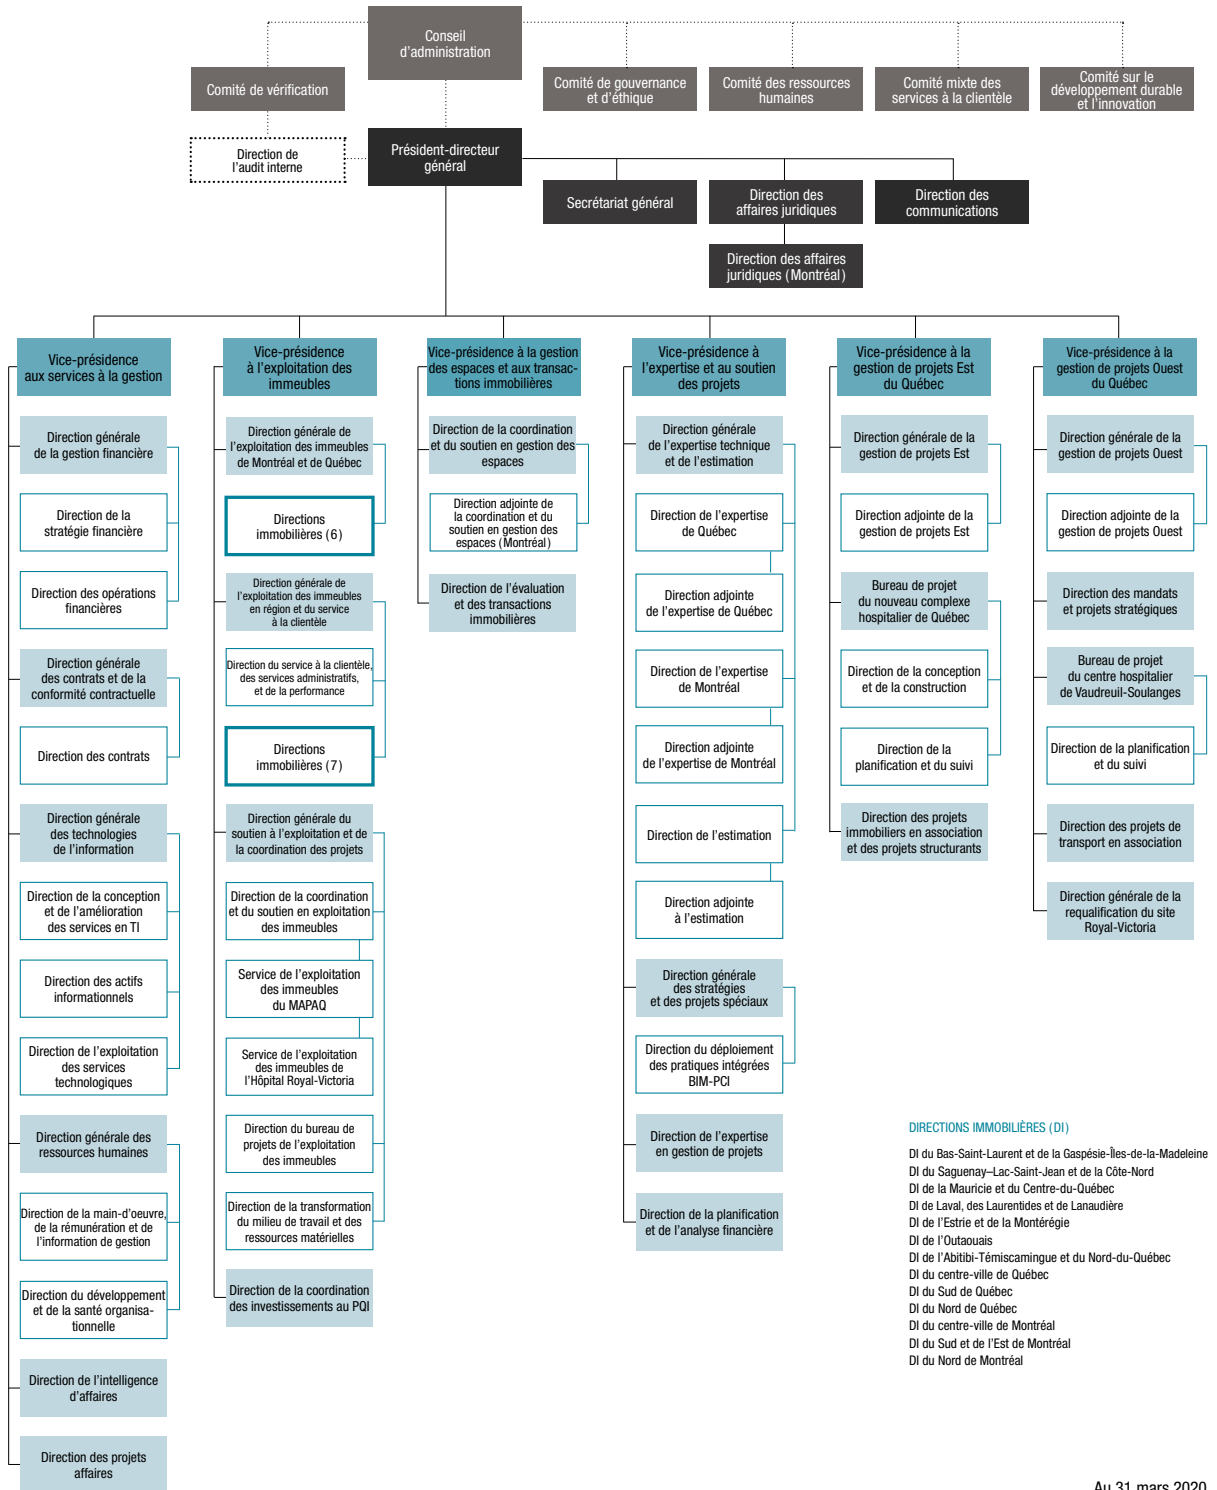 Conseil
d'administration
Comité de vérification
Comité de gouvernance
et d'éthique
Comité des ressources
humaines
Comité mixte des
services à la clientèle
Comité sur le
développement durable
et l'innovation
Direction de
l'audit interne
Président-directeur
général
Secrétariat général
Direction des
affaires juridiques
Direction des
communications
Direction des affaires
juridiques (Montréal)
Vice-présidence
aux services à la gestion
Direction générale
de la gestion financière
Direction de la
stratégie financière
Direction des opérations
financières
Direction générale
des contrats et de la
conformité contractuelle
Direction des contrats
Direction générale
des technologies
de l'information
Direction de la conception
et de l'amélioration
des services en TI
Direction des actifs
informationnels
Direction de l'exploitation
des services
technologiques
Direction générale des
ressources humaines
Direction de la main-d'oeuvre,
de la rémunération et de
l'information de gestion
Direction du développement
et de la santé organisa-
tionnelle
Direction de l'intelligence
d'affaires
Direction des projets
affaires
Vice-présidence
à l'exploitation des
immeubles
Direction générale de
l'exploitation des immeubles
de Montréal et de Québec
Directions
immobilières (6)
Direction générale de
l'exploitation des immeubles
en région et du service
à la clientèle
Direction du service à la clientèle,
des services administratifs,
et de la performance
Directions
immobilières (7)
Direction générale du
soutien à l'exploitation et de
la coordination des projets
Direction de la coordination
et du soutien en exploitation
des immeubles
Service de l'exploitation
des immeubles
du MAPAQ
Service de l'exploitation
des immeubles de
l'Hôpital Royal-Victoria
Direction du bureau de
projets de l'exploitation
des immeubles
Direction de la transformation
du milieu de travail et des
ressources matérielles
Direction de la coordination
des investissements au PQI
Vice-présidence à la gestion
des espaces et aux transac-
tions immobilières
Direction de la coordination
et du soutien en gestion des
espaces
Direction adjointe de
la coordination et du
soutien en gestion des
espaces (Montréal)
Direction de l'évaluation
et des transactions
immobilières
Vice-présidence à
l'expertise et au soutien
des projets
Direction générale
de l'expertise technique
et de l'estimation
Direction de l'expertise
de Québec
Direction adjointe
de l'expertise de Québec
Direction de l'expertise
de Montréal
Direction adjointe
de l'expertise de Montréal
Direction de l'estimation
Direction adjointe
à l'estimation
Direction générale
des stratégies
et des projets spéciaux
Direction du déploiement
des pratiques intégrées
BIM-PCI
Direction de l'expertise
en gestion de projets
Direction de la planification
et de l'analyse financière
Vice-présidence à la
gestion de projets Est
du Québec
Direction générale de la
gestion de projets Est
Direction adjointe de la
gestion de projets Est
Bureau de projet
du nouveau complexe
hospitalier de Québec
Direction de la conception
et de la construction
Direction de la
planification et du suivi
Direction des projets
immobiliers en association
et des projets structurants
Vice-présidence à la
gestion de projets Ouest
du Québec
Direction générale de la
gestion de projets Ouest
Direction adjointe de la
gestion de projets Ouest
Direction des mandats
et projets stratégiques
Bureau de projet
du centre hospitalier
de Vaudreuil-Soulanges
Direction de la planification
et du suivi
Direction des projets de
transport en association
Direction générale de la
requalification du site
Royal-Victoria
DIRECTIONS IMMOBILIÈRES (DI)
DI du Bas-Saint-Laurent et de la Gaspésie-Îles-de-la-Madeleine
DI du Saguenay–Lac-Saint-Jean et de la Côte-Nord
DI de la Mauricie et du Centre-du-Québec
DI de Laval, des Laurentides et de Lanaudière
DI de l'Estrie et de la Montérégie
DI de l'Outaouais
DI de l'Abitibi-Témiscamingue et du Nord-du-Québec
DI du centre-ville de Québec
DI du Sud de Québec
DI du Nord de Québec
DI du centre-ville de Montréal
DI du Sud et de l'Est de Montréal
DI du Nord de Montréal
Au 31 mars 2020